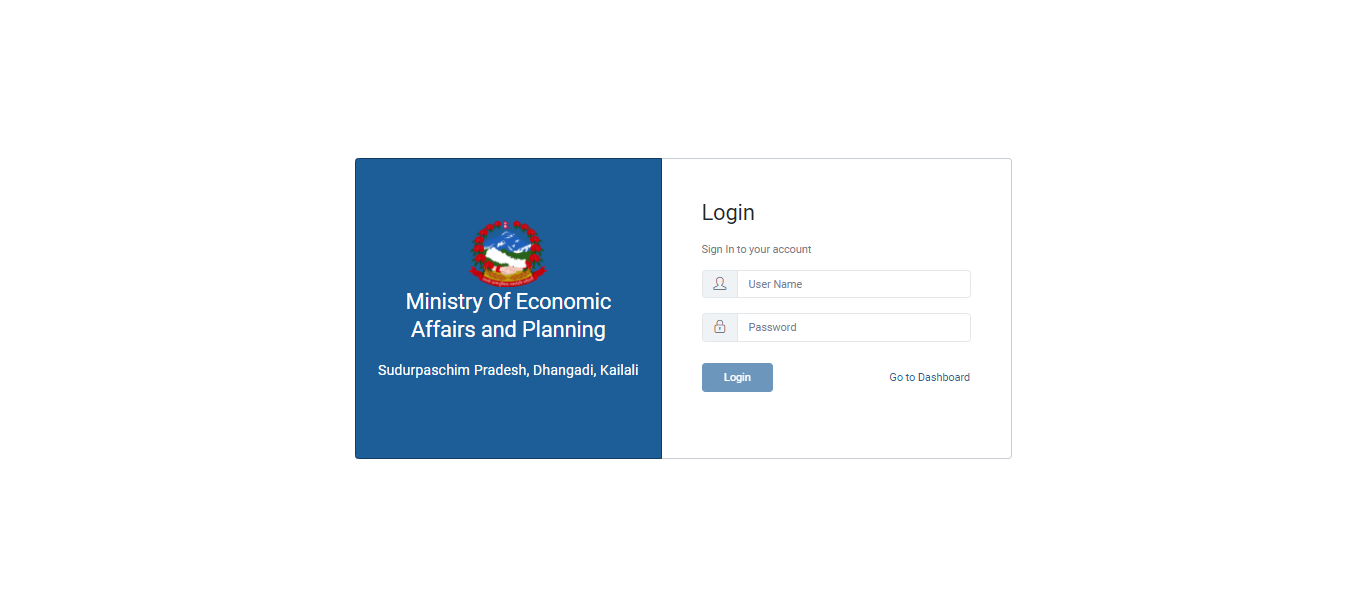 Ministry Of Economic
Affairs and Planning
Sudurpaschim Pradesh, Dhangadi, Kailali
Login
Sign In to your account
User Name
Password
Login
Go to Dashboard